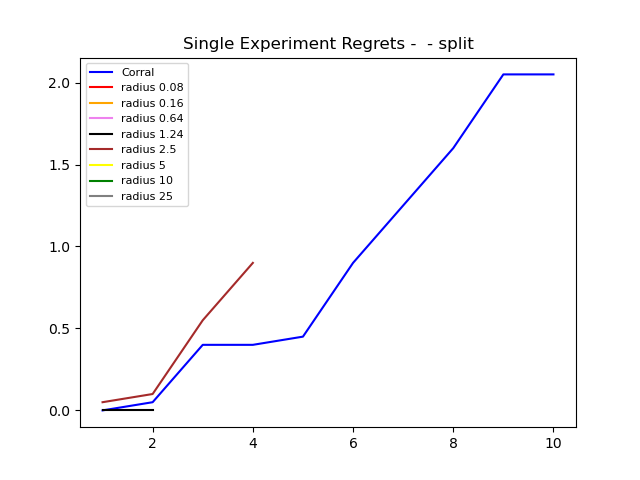 Single Experiment Regrets -  - split
Corral
radius 0.08
radius 0.16
radius 0.64
radius 1.24
radius 2.5
radius 5
radius 10
radius 25
2.0
1.5
1.0
0.5
0.0
2 4 6 8 10